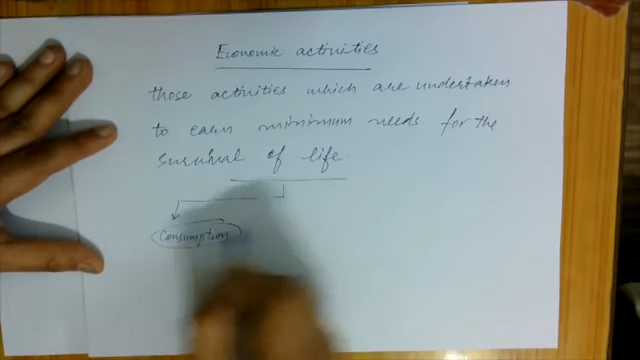 Economic activities
those activities which are undertaken
to earn minimum needs for the
survival of life.
Consumption